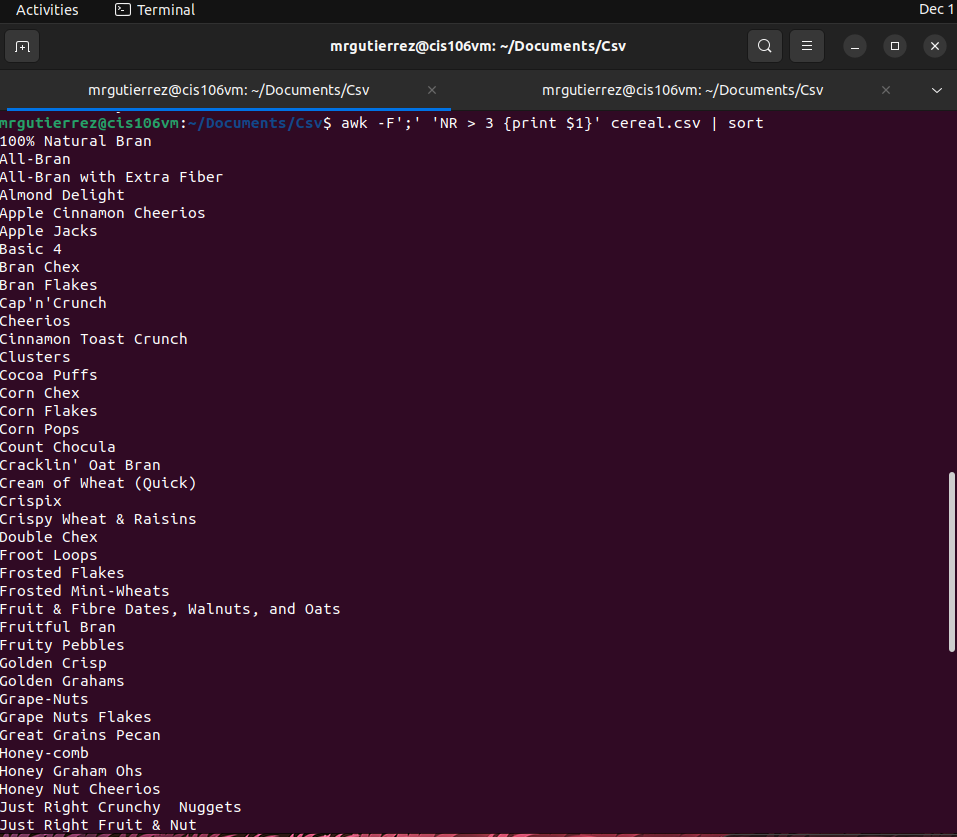 Activities
Terminal
Dec 1
mrgutierrez@cis106vm: ~/Documents/Csv
mrgutierrez@cis106vm: ~/Documents/Csv
mrgutierrez@cis106vm: ~/Documents/Csv
mrgutierrez@cis106vm:~/Documents/Csv$ awk -F';' 'NR > 3 {print $1}' cereal.csv | sort
100% Natural Bran
All-Bran
All-Bran with Extra Fiber
Almond Delight
Apple Cinnamon Cheerios
Apple Jacks
Basic 4
Bran Chex
Bran Flakes
Cap'n'Crunch
Cheerios
Cinnamon Toast Crunch
Clusters
Cocoa Puffs
Corn Chex
Corn Flakes
Corn Pops
Count Chocula
Cracklin' Oat Bran
Cream of Wheat (Quick)
Crispix
Crispy Wheat & Raisins
Double Chex
Froot Loops
Frosted Flakes
Frosted Mini-Wheats
Fruit & Fibre Dates, Walnuts, and Oats
Fruitful Bran
Fruity Pebbles
Golden Crisp
Golden Grahams
Grape-Nuts
Grape Nuts Flakes
Great Grains Pecan
Honey-comb
Honey Graham Ohs
Honey Nut Cheerios
Just Right Crunchy  Nuggets
Just Right Fruit & Nut